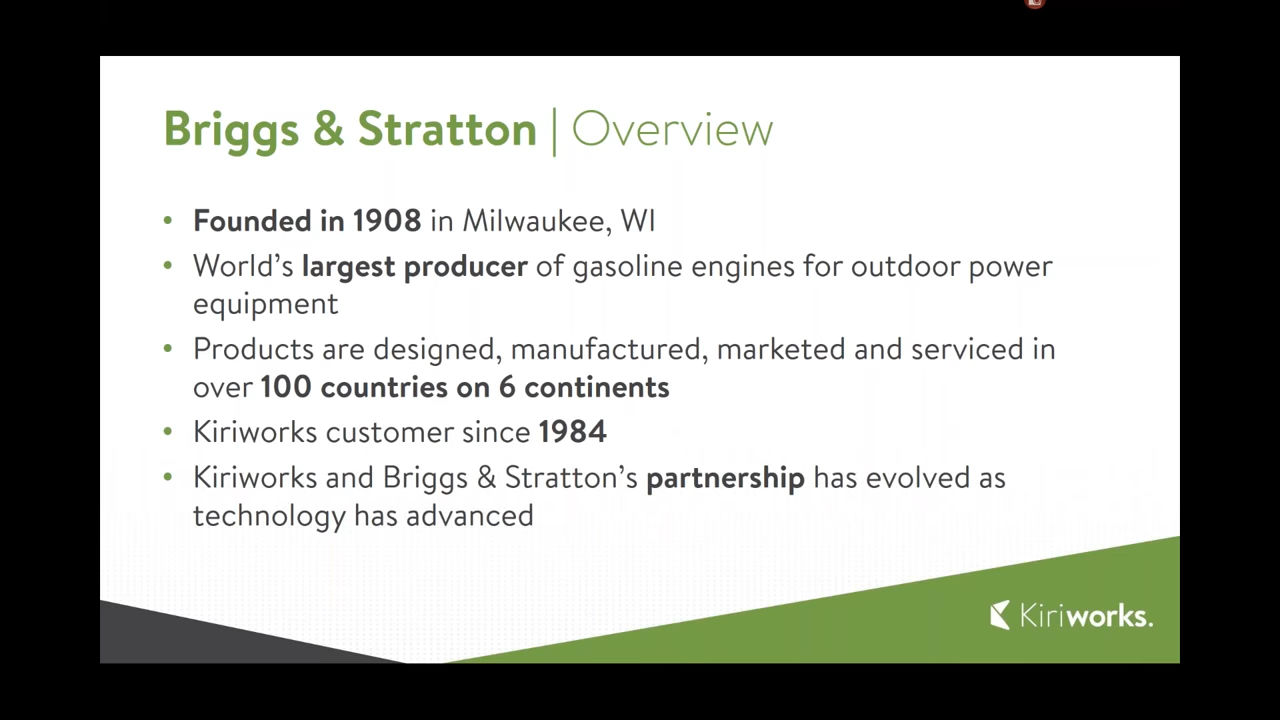 Briggs & Stratton | Overview
• Founded in 1908 in Milwaukee, WI
• World’s largest producer of gasoline engines for outdoor power
equipment
• Products are designed, manufactured, marketed and serviced in
over 100 countries on 6 continents
• Kiriworks customer since 1984
• Kiriworks and Briggs & Stratton’s partnership has evolved as
technology has advanced
Kiriworks.